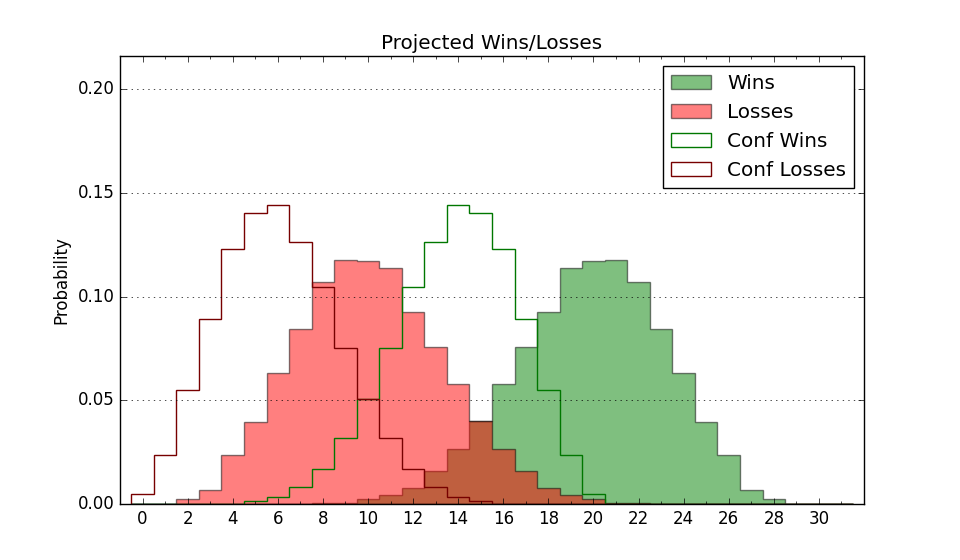 Projected Wins/Losses
0.20
0.15
0.10
0.05
0.00
Probability
Wins
Losses
Conf Wins
Conf Losses
0 2 4 6 8 10 12 14 16 18 20 22 24 26 28 30